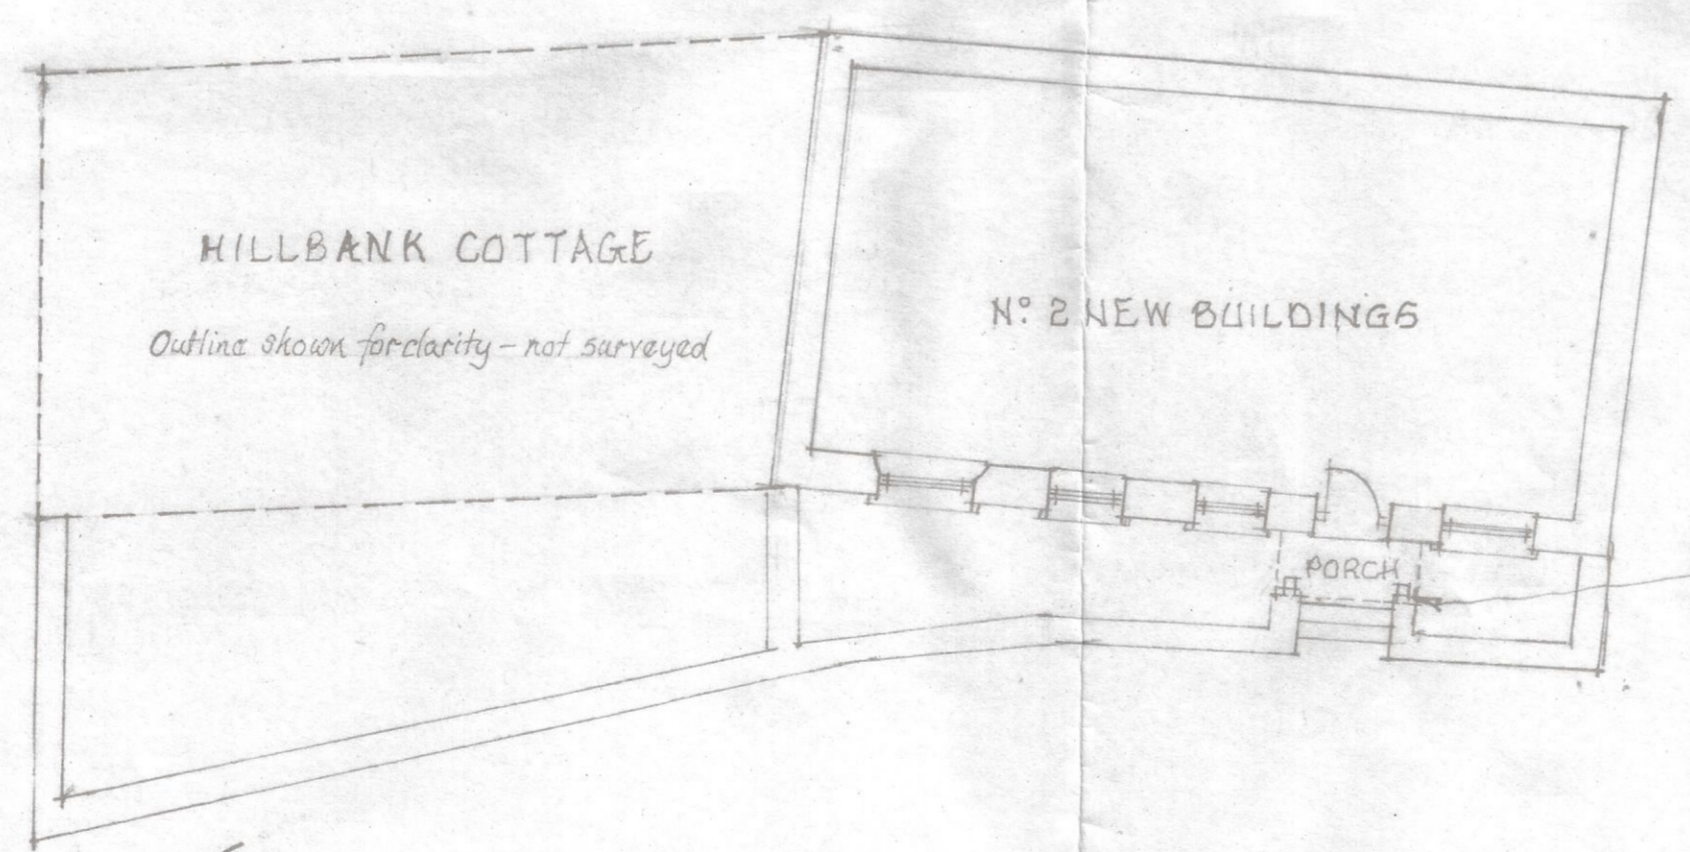 HILLBANK COTTAGE
Outline shown for clarity – not surveyed
Nº 2 NEW BUILDINGS
PORCH